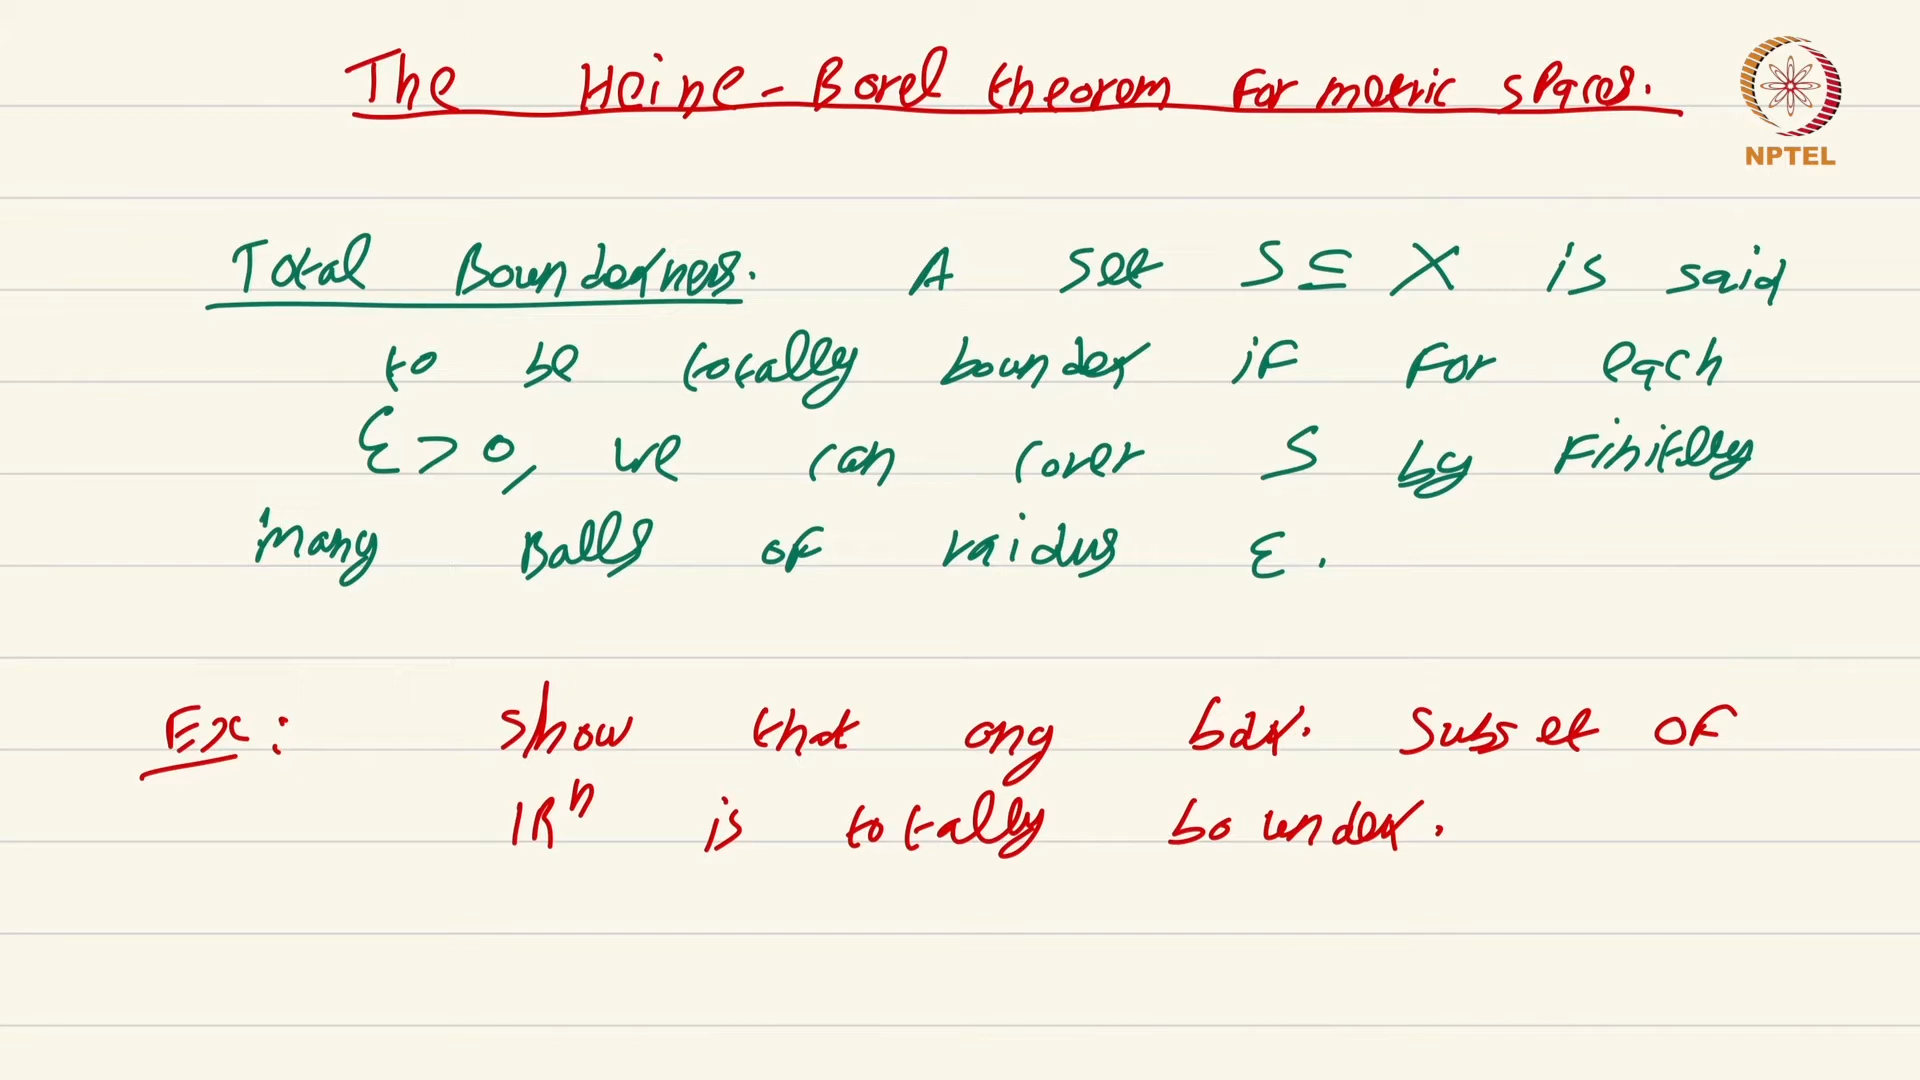 The Heine-Borel theorem for metric spaces.
NPTEL
Total Boundedness. A set S ⊆ X is said
to be totally bounded if for each
ε > 0, we can cover S by finitely
many Balls of raidus ε.
Ex: Show that any bdd. subset of
ℝⁿ is totally bounded.